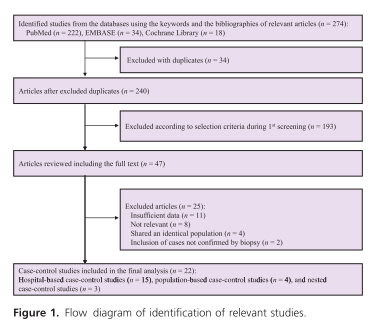 Identified studies from the databases using the keywords and the bibliographies of relevant articles (n = 274):
PubMed (n = 222), EMBASE (n = 34), Cochrane Library (n = 18)
Excluded with duplicates (n = 34)
Articles after excluded duplicates (n = 240)
Excluded according to selection criteria during 1st screening (n = 193)
Articles reviewed including the full text (n = 47)
Excluded articles (n = 25):
Insufficient data (n = 11)
Not relevant (n = 8)
Shared an identical population (n = 4)
Inclusion of cases not confirmed by biopsy (n = 2)
Case-control studies included in the final analysis (n = 22):
Hospital-based case-control studies (n = 15), population-based case-control studies (n = 4), and nested
case-control studies (n = 3)
Figure 1. Flow diagram of identification of relevant studies.